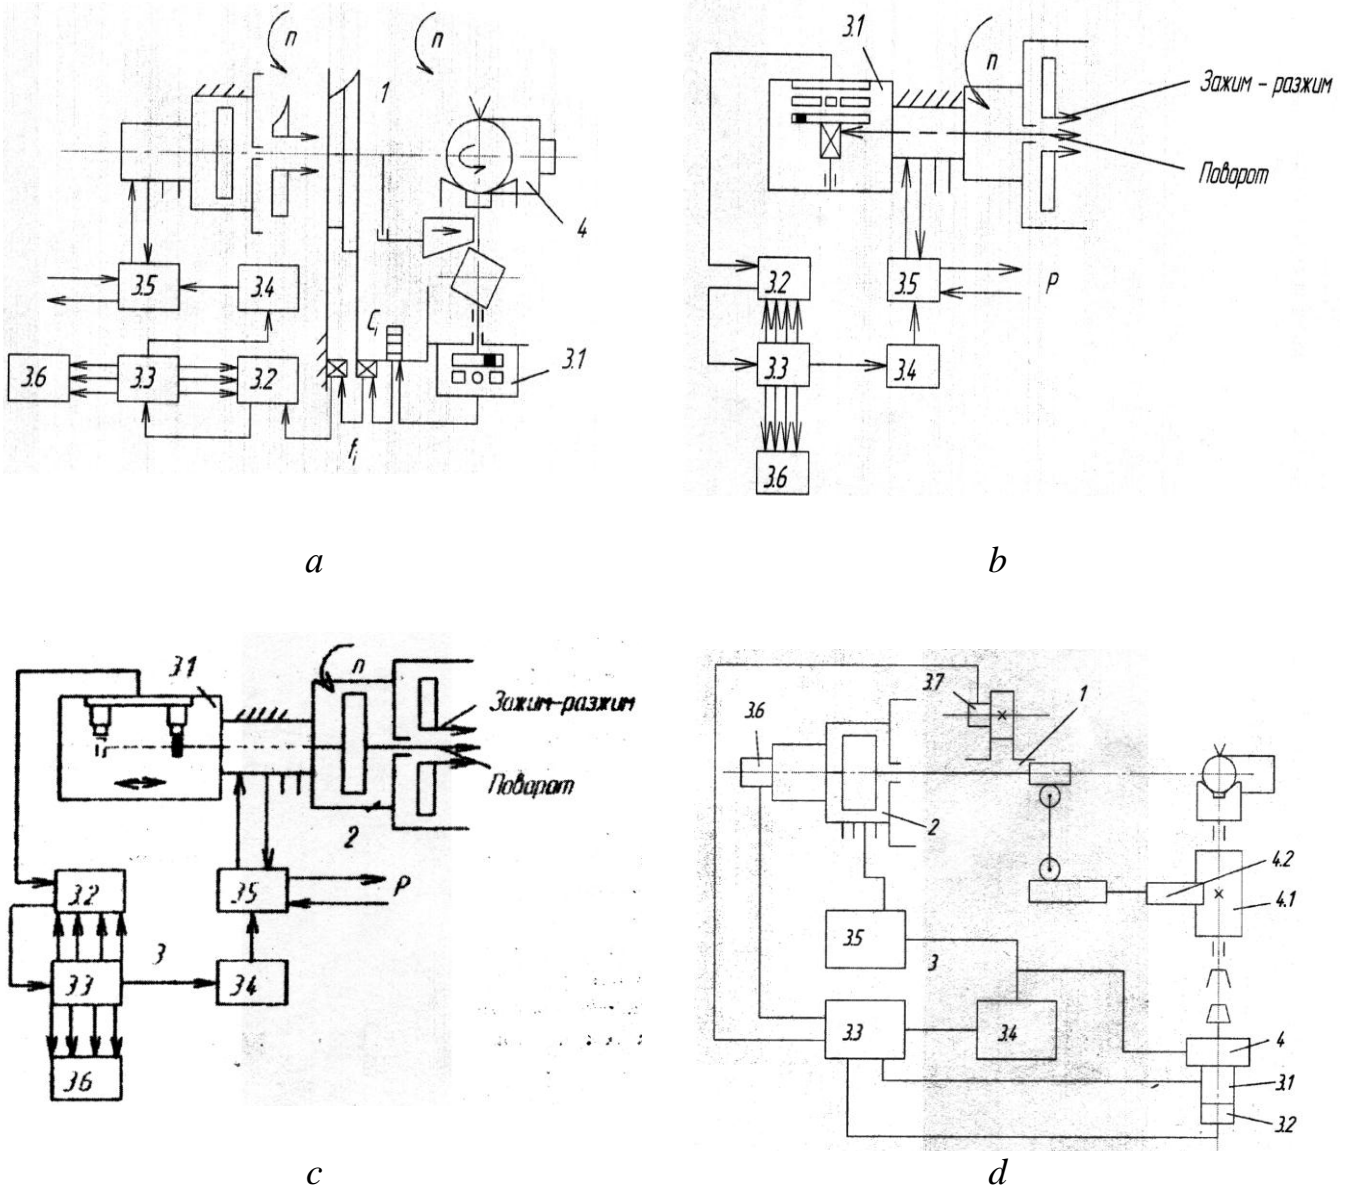 n
n
1
4
3.5
3.4
3.6
3.3
3.2
C i
3.1
f i
a
3.1
n
Зажим - разжим
Поворот
3.2
3.5
P
3.3
3.4
3.6
b
3.1
n
Зажим-разжим
Поворот
2
3.2
3.5
P
3
3.3
3.4
3.6
c
3.7
3.6
1
2
4.2
4.1
3.5
3
3.3
3.4
4
3.1
3.2
d